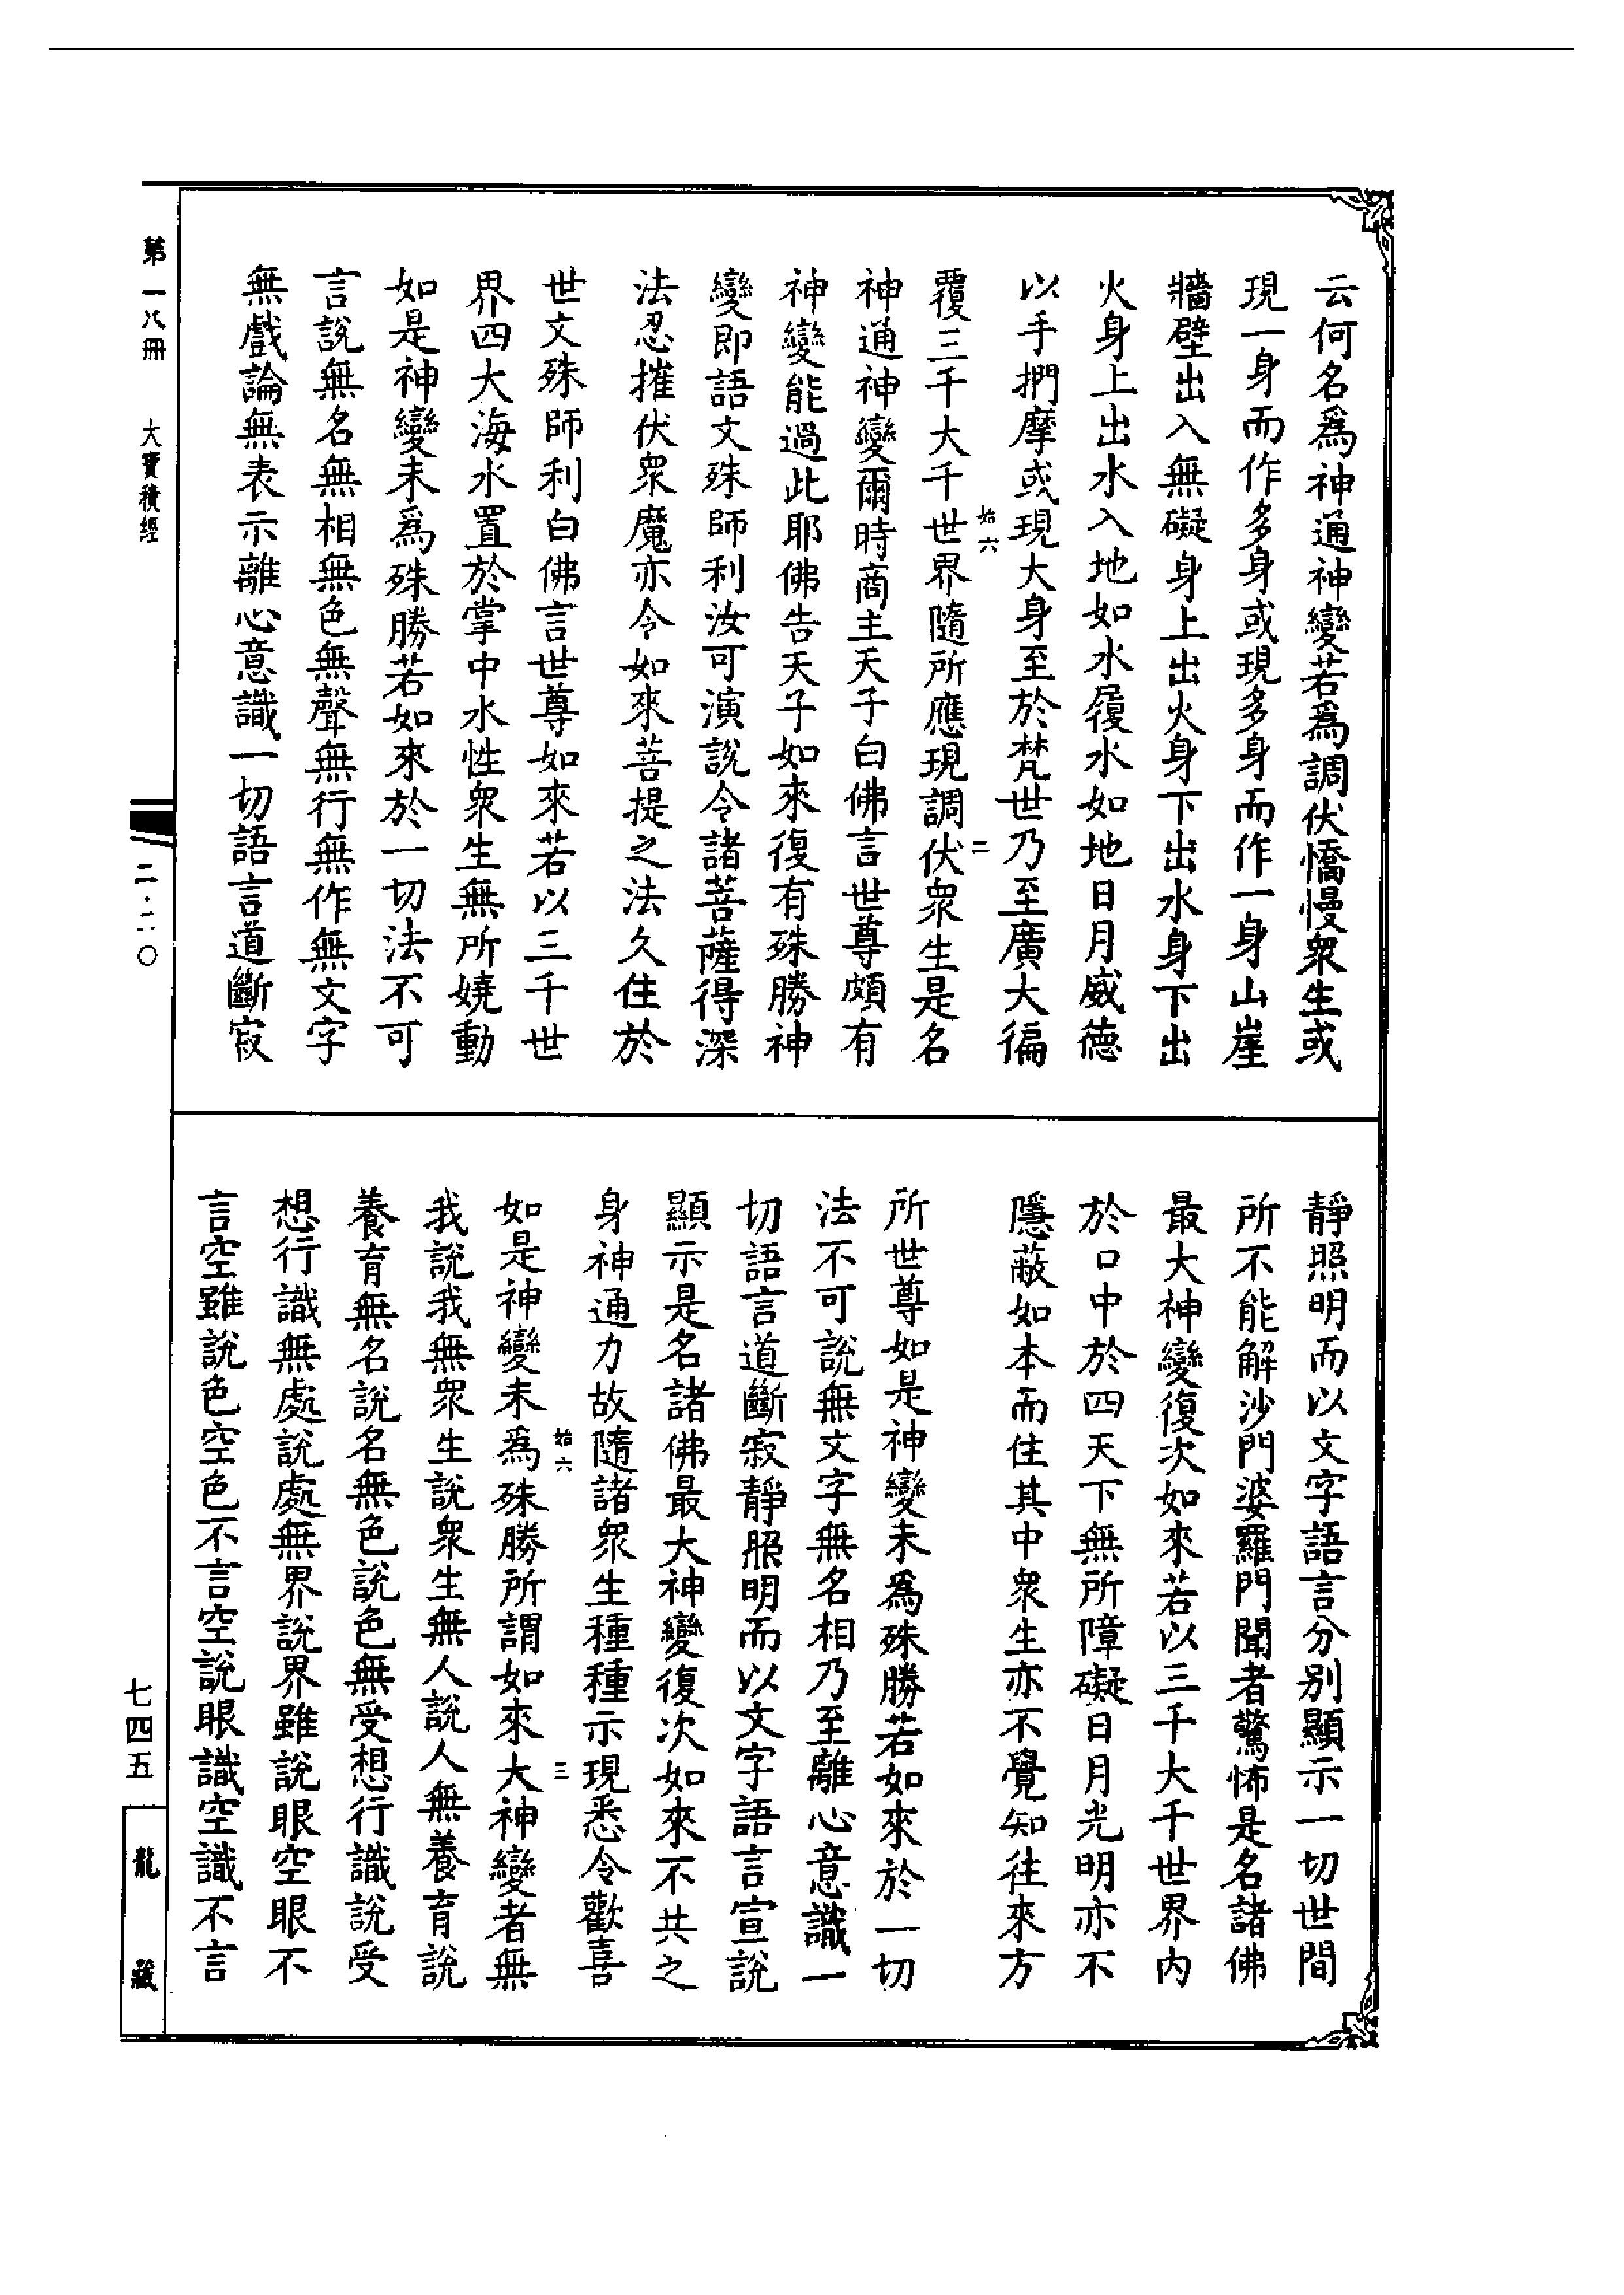 云何名爲神通神變若爲調伏憍慢衆生或
現一身而作多身或現多身而作一身山崖
牆壁出入無礙身上出火身下出水身下出
火身上出水入地如水履水如地日月威德
以手捫摩或現大身至於梵世乃至廣大徧
始六 二
覆三千大千世界隨所應現調伏衆生是名
神通神變爾時商主天子白佛言世尊頗有
神變能過此耶佛告天子如來復有殊勝神
變即語文殊師利汝可演說令諸菩薩得深
法忍摧伏衆魔亦令如來菩提之法久住於
世文殊師利白佛言世尊如來若以三千世
界四大海水置於掌中水性衆生無所嬈動
如是神變未爲殊勝若如來於一切法不可
言說無名無相無色無聲無行無作無文字
無戲論無表示離心意識一切語言道斷寂
靜照明而以文字語言分別顯示一切世間
所不能解沙門婆羅門聞者驚怖是名諸佛
最大神變復次如來若以三千大千世界內
於口中於四天下無所障礙日月光明亦不
隱蔽如本而住其中衆生亦不覺知往來方
所世尊如是神變未爲殊勝若如來於一切
法不可說無文字無名相乃至離心意識一
切語言道斷寂靜照明而以文字語言宣說
顯示是名諸佛最大神變復次如來不共之
身神通力故隨諸衆生種種示現悉令歡喜
始六 三
如是神變未爲殊勝所謂如來大神變者無
我說我無衆生說衆生無人說人無養育說
養育無名說名無色說色無受想行識說受
想行識無處說處無界說界雖說眼空眼不
言空雖說色空色不言空說眼識空識不言
第一八冊 大寶積經 二·二〇
七四五 龍藏